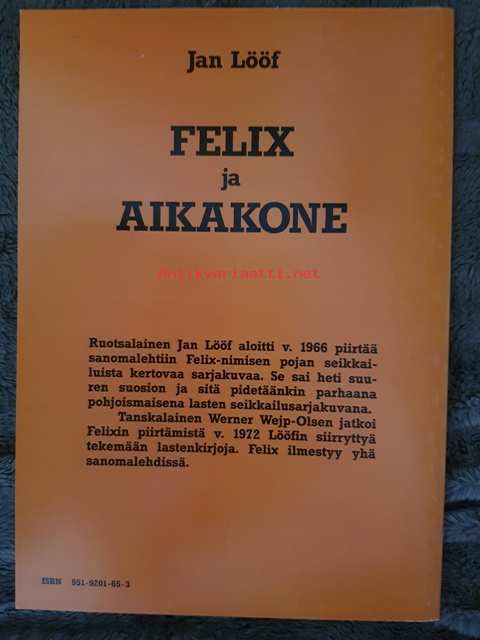 Jan Lööf
FELIX
ja
AIKAKONE
antikvariaatti.net
Ruotsalainen Jan Lööf aloitti v. 1966 piirtää
sanomalehtiin Felix-nimisen pojan seikkai-
luista kertovaa sarjakuvaa. Se sai heti suu-
ren suosion ja sitä pidetäänkin parhaana
pohjoismaisena lasten seikkailusarjakuvana.
Tanskalainen Werner Wejp-Olsen jatkoi
Felixin piirtämistä v. 1972 Lööfin siirryttyä
tekemään lastenkirjoja. Felix ilmestyy yhä
sanomalehdissä.
ISBN 951-9201-65-3